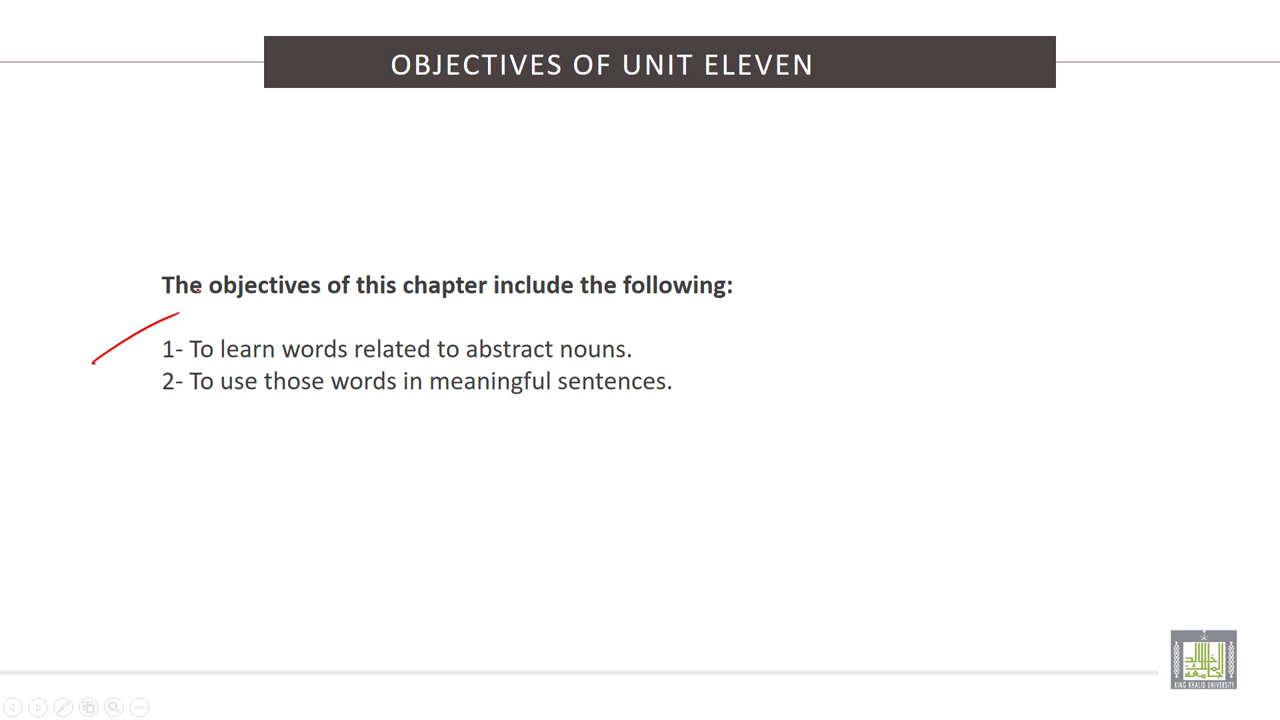 OBJECTIVES OF UNIT ELEVEN
The objectives of this chapter include the following:
1- To learn words related to abstract nouns.
2- To use those words in meaningful sentences.
KING KHALID UNIVERSITY